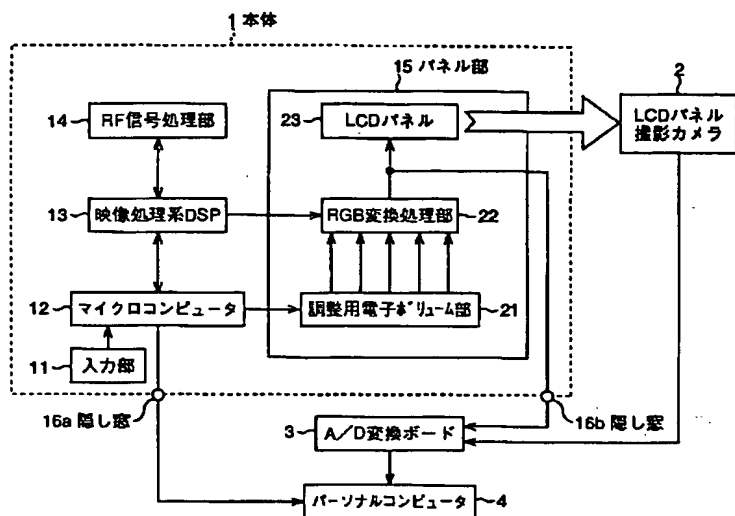 1 本体
15 パネル部
2
14 RF信号処理部
23 LCDパネル
LCDパネル
撮影カメラ
13 映像処理系DSP
RGB変換処理部 22
12 マイクロコンピュータ
調整用電子ボリューム部 21
11 入力部
16a 隠し窓
16b 隠し窓
3 A/D変換ボード
パーソナルコンピュータ 4